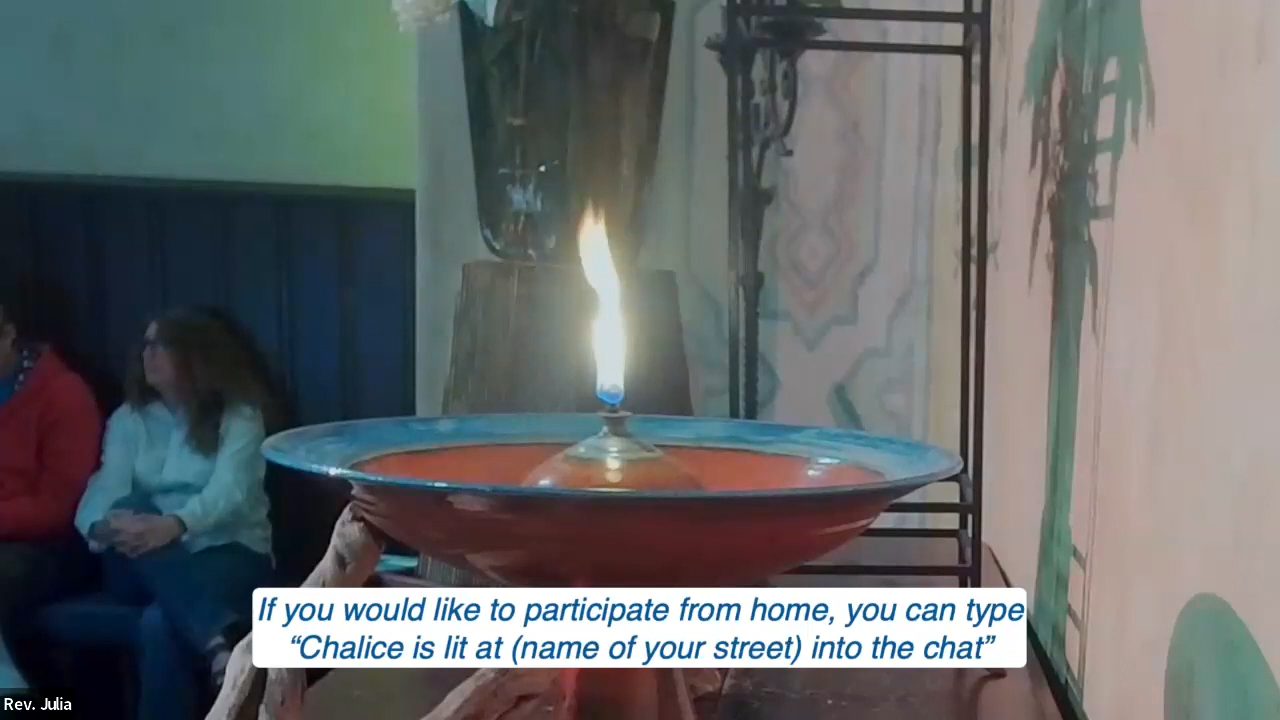 If you would like to participate from home, you can type
“Chalice is lit at (name of your street) into the chat”
Rev. Julia